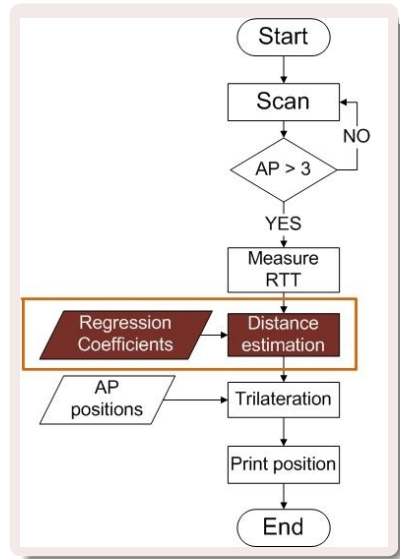 Start
Scan
NO
AP > 3
YES
Measure
RTT
Regression
Coefficients
Distance
estimation
AP
positions
Trilateration
Print position
End